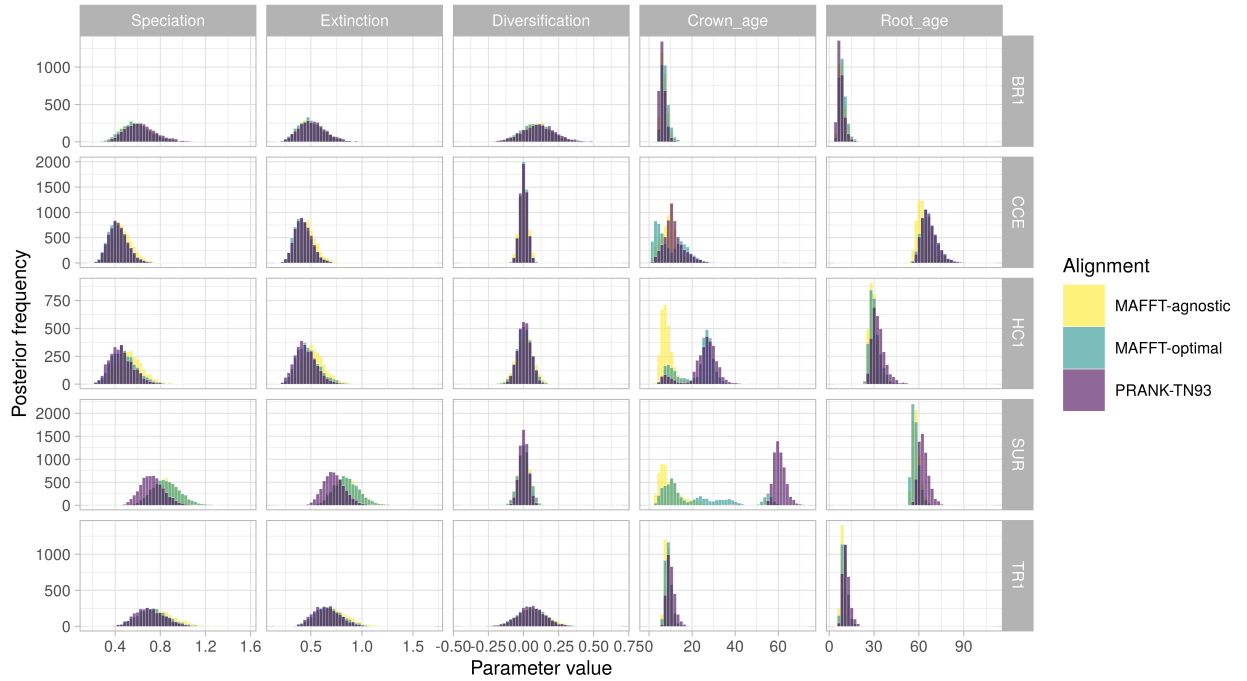 Speciation Extinction Diversification Crown_age Root_age
1000
500
0
BR1
2000
1500
1000
500
0
CCE
750
500
250
0
HC1
2000
1500
1000
500
0
SUR
1000
500
0
TR1
0.4 0.8 1.2 1.6 0.5 1.0 1.5 -0.50 -0.25 0.00 0.25 0.50 0.75 0 20 40 60 0 30 60 90
Parameter value
Posterior frequency
Alignment
MAFFT-agnostic
MAFFT-optimal
PRANK-TN93